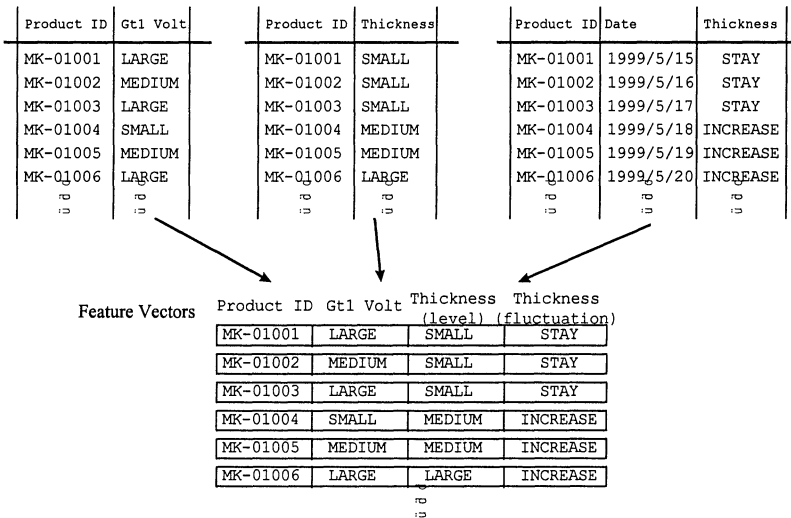 Product ID Gt1 Volt
MK-01001 LARGE
MK-01002 MEDIUM
MK-01003 LARGE
MK-01004 SMALL
MK-01005 MEDIUM
MK-01006 LARGE
Product ID Thickness
MK-01001 SMALL
MK-01002 SMALL
MK-01003 SMALL
MK-01004 MEDIUM
MK-01005 MEDIUM
MK-01006 LARGE
Product ID Date Thickness
MK-01001 1999/5/15 STAY
MK-01002 1999/5/16 STAY
MK-01003 1999/5/17 STAY
MK-01004 1999/5/18 INCREASE
MK-01005 1999/5/19 INCREASE
MK-01006 1999/5/20 INCREASE
Feature Vectors
Product ID Gt1 Volt Thickness (level) Thickness (fluctuation)
MK-01001 LARGE SMALL STAY
MK-01002 MEDIUM SMALL STAY
MK-01003 LARGE SMALL STAY
MK-01004 SMALL MEDIUM INCREASE
MK-01005 MEDIUM MEDIUM INCREASE
MK-01006 LARGE LARGE INCREASE